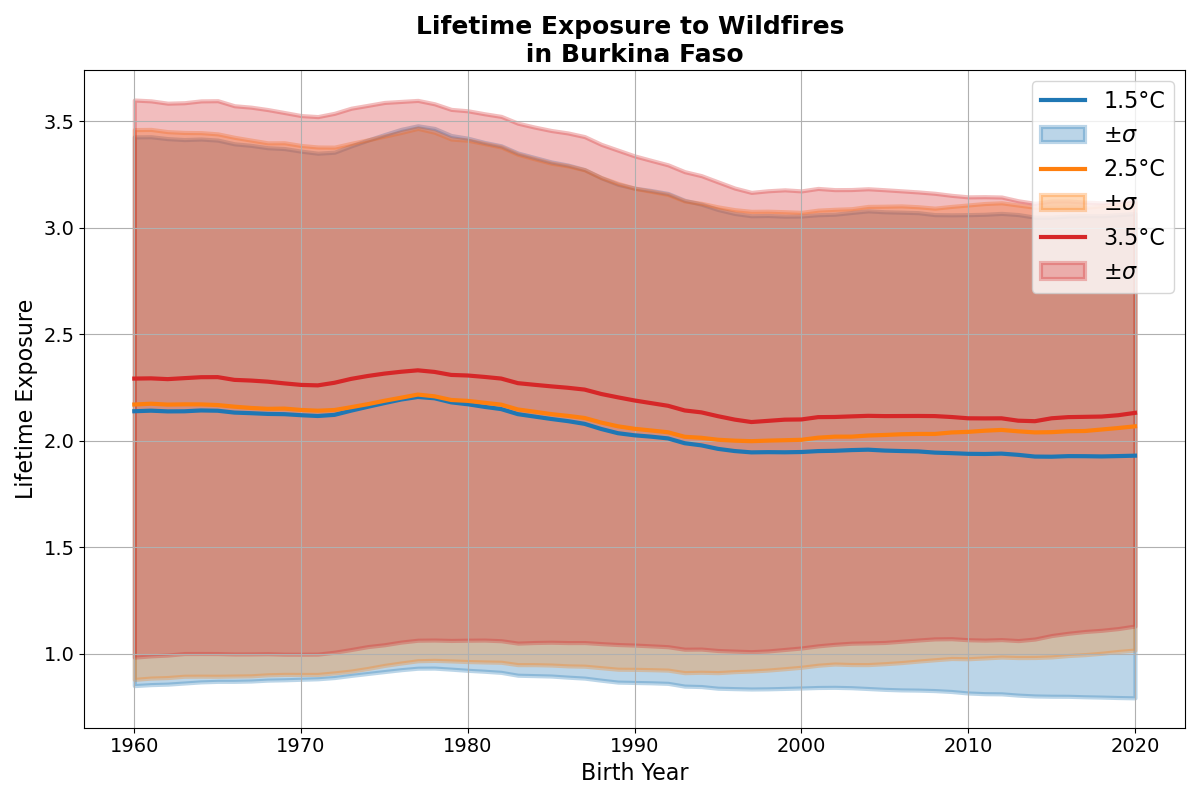 Lifetime Exposure to Wildfires
in Burkina Faso
Lifetime Exposure
3.5
3.0
2.5
2.0
1.5
1.0
1960
1970
1980
1990
2000
2010
2020
Birth Year
1.5°C
±σ
2.5°C
±σ
3.5°C
±σ